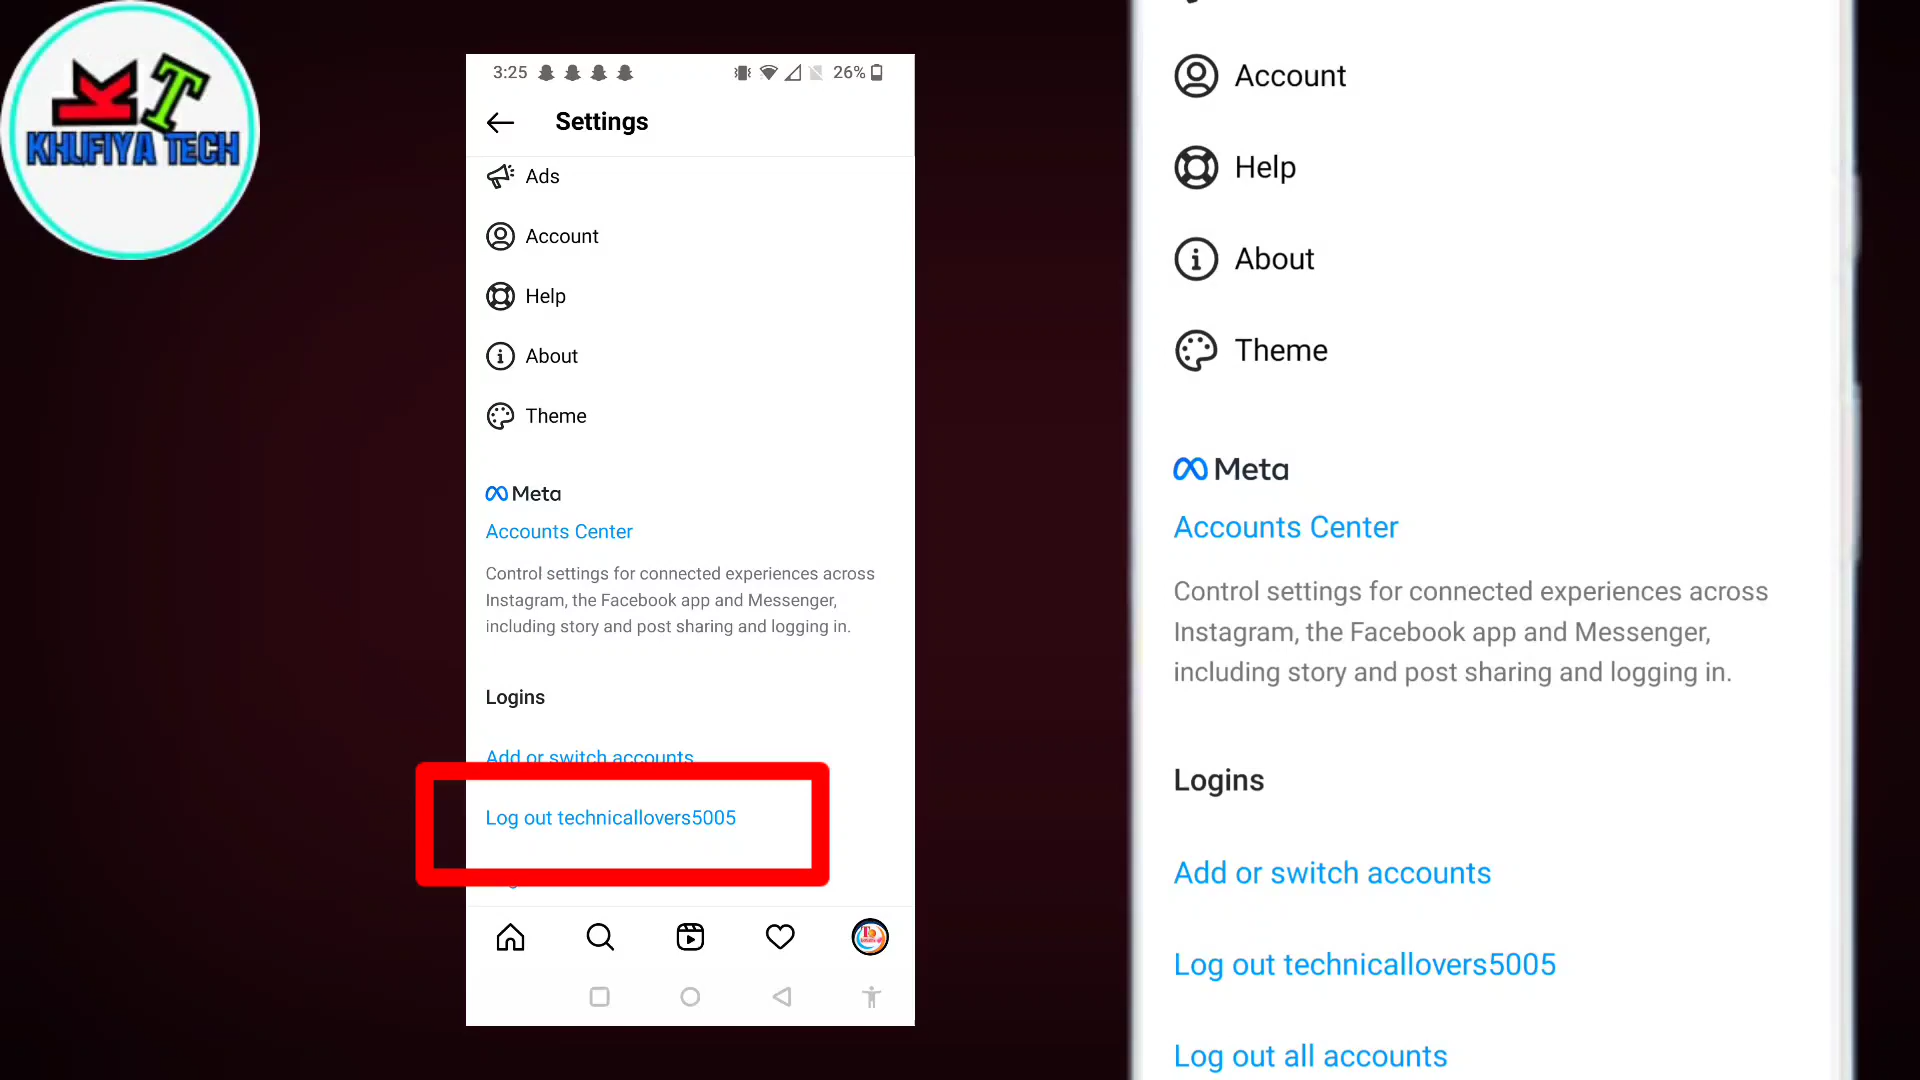 KT
KHUFIYA TECH
3:25
26%
Settings
Ads
Account
Help
About
Theme
Meta
Accounts Center
Control settings for connected experiences across
Instagram, the Facebook app and Messenger,
including story and post sharing and logging in.
Logins
Add or switch accounts
Log out technicallovers5005
Account
Help
About
Theme
Meta
Accounts Center
Control settings for connected experiences across
Instagram, the Facebook app and Messenger,
including story and post sharing and logging in.
Logins
Add or switch accounts
Log out technicallovers5005
Log out all accounts